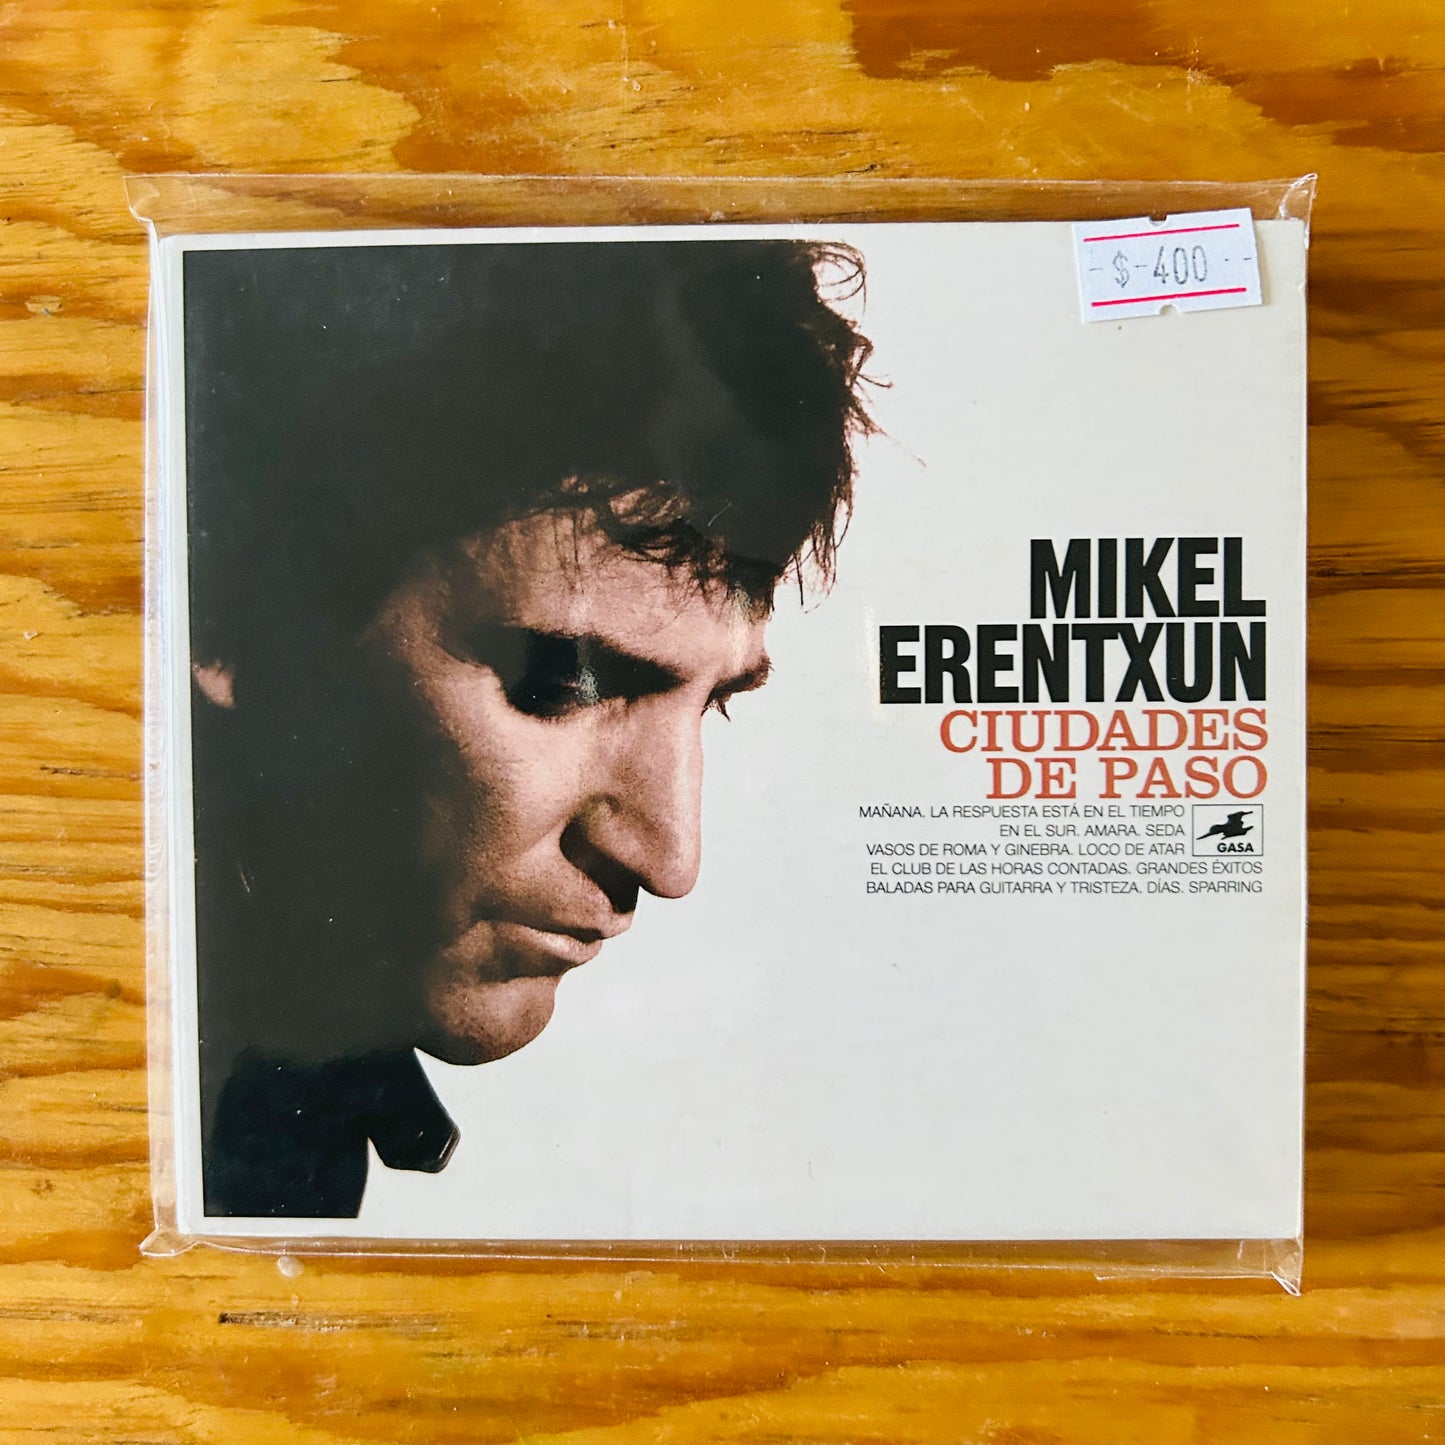 $ 400
MIKEL
ERENTXUN
CIUDADES
DE PASO
MAÑANA. LA RESPUESTA ESTÁ EN EL TIEMPO
EN EL SUR. AMARA. SEDA
VASOS DE ROMA Y GINEBRA. LOCO DE ATAR
GASA
EL CLUB DE LAS HORAS CONTADAS. GRANDES ÉXITOS
BALADAS PARA GUITARRA Y TRISTEZA. DÍAS. SPARRING